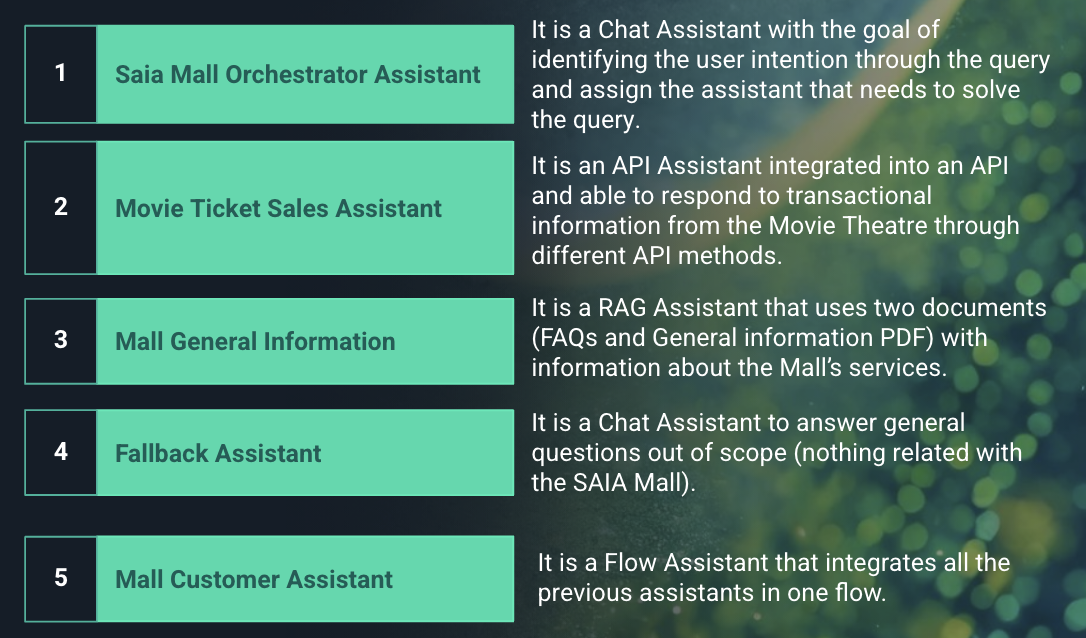 1
Saia Mall Orchestrator Assistant
It is a Chat Assistant with the goal of
identifying the user intention through the query
and assign the assistant that needs to solve
the query.
2
Movie Ticket Sales Assistant
It is an API Assistant integrated into an API
and able to respond to transactional
information from the Movie Theatre through
different API methods.
3
Mall General Information
It is a RAG Assistant that uses two documents
(FAQs and General information PDF) with
information about the Mall’s services.
4
Fallback Assistant
It is a Chat Assistant to answer general
questions out of scope (nothing related with
the SAIA Mall).
5
Mall Customer Assistant
It is a Flow Assistant that integrates all the
previous assistants in one flow.